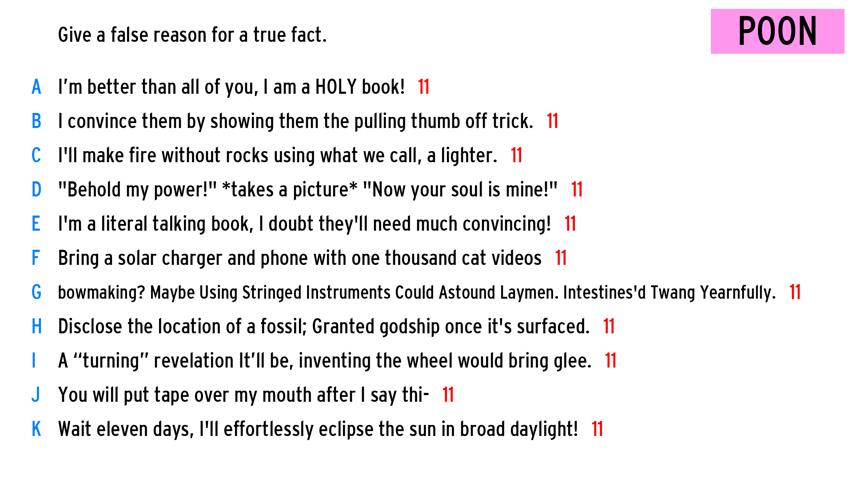 Give a false reason for a true fact.
POON
A I'm better than all of you, I am a HOLY book! 11
B I convince them by showing them the pulling thumb off trick. 11
C I'll make fire without rocks using what we call, a lighter. 11
D "Behold my power!" *takes a picture* "Now your soul is mine!" 11
E I'm a literal talking book, I doubt they'll need much convincing! 11
F Bring a solar charger and phone with one thousand cat videos 11
G bowmaking? Maybe Using Stringed Instruments Could Astound Laymen. Intestines'd Twang Yearnfully. 11
H Disclose the location of a fossil; Granted godship once it's surfaced. 11
I A “turning” revelation It'll be, inventing the wheel would bring glee. 11
J You will put tape over my mouth after I say thi- 11
K Wait eleven days, I'll effortlessly eclipse the sun in broad daylight! 11